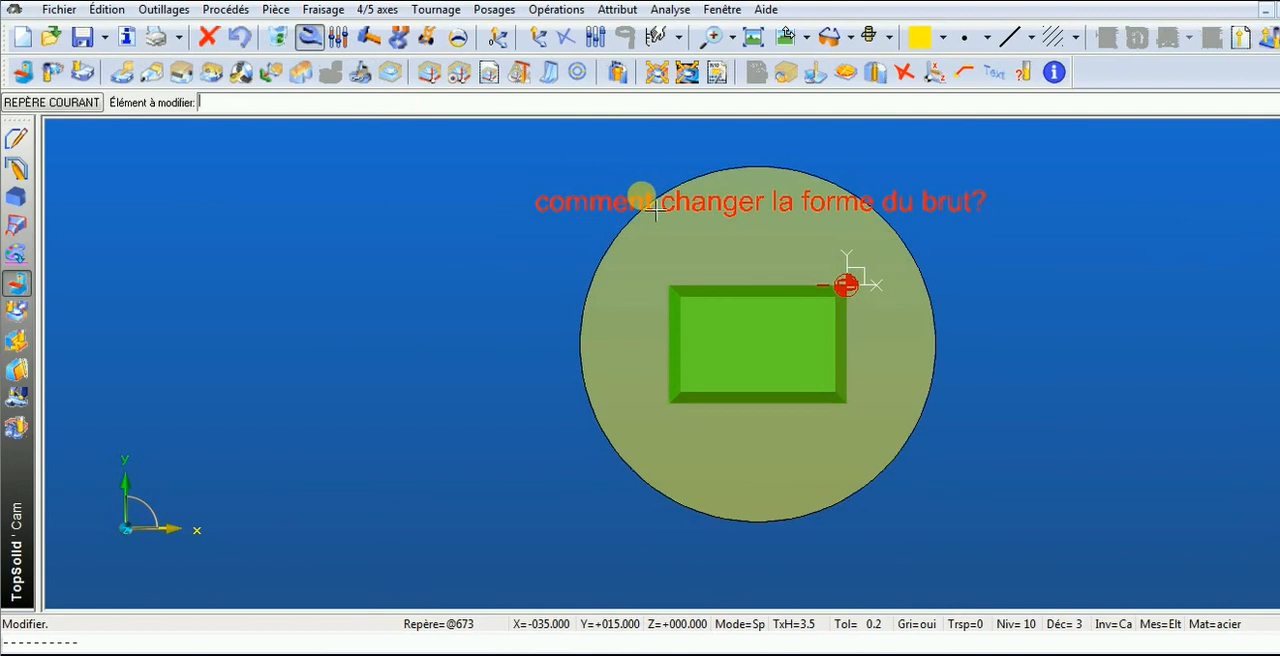 Fichier Édition Outillages Procédés Pièce Fraisage 4/5 axes Tournage Posages Opérations Attribut Analyse Fenêtre Aide
Text
REPÈRE COURANT Élément à modifier:
comment changer la forme du brut?
Y
X
y
x
TopSolid ' Cam
Modifier. Repère=@673 X=-035.000 Y=+015.000 Z=+000.000 Mode=Sp TxH=3.5 Tol= 0.2 Gri=oui Trsp=0 Niv= 10 Déc= 3 Inv=Ca Mes=Elt Mat=acier
----------